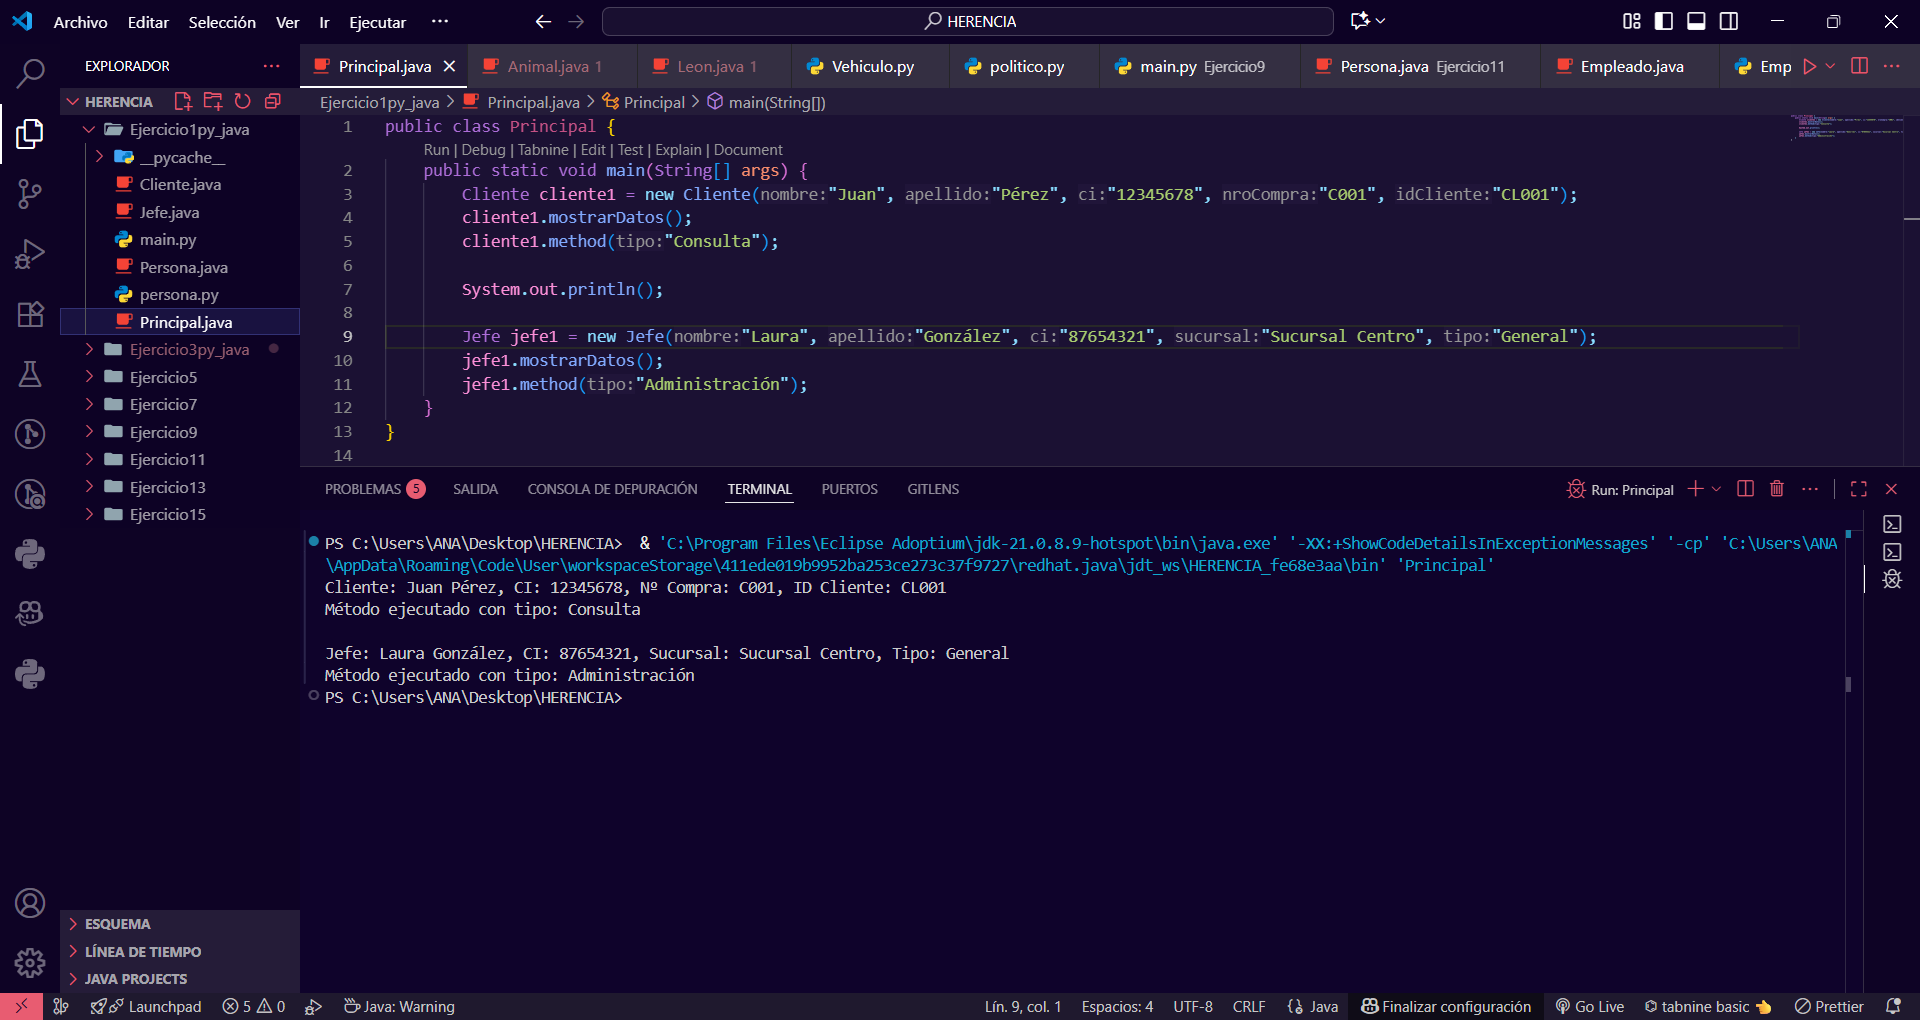 Archivo Editar Selección Ver Ir Ejecutar ···
HERENCIA
EXPLORADOR
HERENCIA
Ejercicio1py_java
__pycache__
Cliente.java
Jefe.java
main.py
Persona.java
persona.py
Principal.java
Ejercicio3py_java
Ejercicio5
Ejercicio7
Ejercicio9
Ejercicio11
Ejercicio13
Ejercicio15
ESQUEMA
LÍNEA DE TIEMPO
JAVA PROJECTS
Principal.java Animal.java 1 Leon.java 1 Vehiculo.py politico.py main.py Ejercicio9 Persona.java Ejercicio11 Empleado.java Emp
Ejercicio1py_java > Principal.java > Principal > main(String[])
1 public class Principal {
Run | Debug | Tabnine | Edit | Test | Explain | Document
2 public static void main(String[] args) {
3 Cliente cliente1 = new Cliente(nombre:"Juan", apellido:"Pérez", ci:"12345678", nroCompra:"C001", idCliente:"CL001");
4 cliente1.mostrarDatos();
5 cliente1.method(tipo:"Consulta");
6
7 System.out.println();
8
9 Jefe jefe1 = new Jefe(nombre:"Laura", apellido:"González", ci:"87654321", sucursal:"Sucursal Centro", tipo:"General");
10 jefe1.mostrarDatos();
11 jefe1.method(tipo:"Administración");
12 }
13 }
14
PROBLEMAS 5 SALIDA CONSOLA DE DEPURACIÓN TERMINAL PUERTOS GITLENS
Run: Principal
PS C:\Users\ANA\Desktop\HERENCIA> & 'C:\Program Files\Eclipse Adoptium\jdk-21.0.8.9-hotspot\bin\java.exe' '-XX:+ShowCodeDetailsInExceptionMessages' '-cp' 'C:\Users\ANA
\AppData\Roaming\Code\User\workspaceStorage\411ede019b9952ba253ce273c37f9727\redhat.java\jdt_ws\HERENCIA_fe68e3aa\bin' 'Principal'
Cliente: Juan Pérez, CI: 12345678, Nº Compra: C001, ID Cliente: CL001
Método ejecutado con tipo: Consulta
Jefe: Laura González, CI: 87654321, Sucursal: Sucursal Centro, Tipo: General
Método ejecutado con tipo: Administración
PS C:\Users\ANA\Desktop\HERENCIA>
Launchpad 5 0 Java: Warning Lín. 9, col. 1 Espacios: 4 UTF-8 CRLF Java Finalizar configuración Go Live tabnine basic Prettier